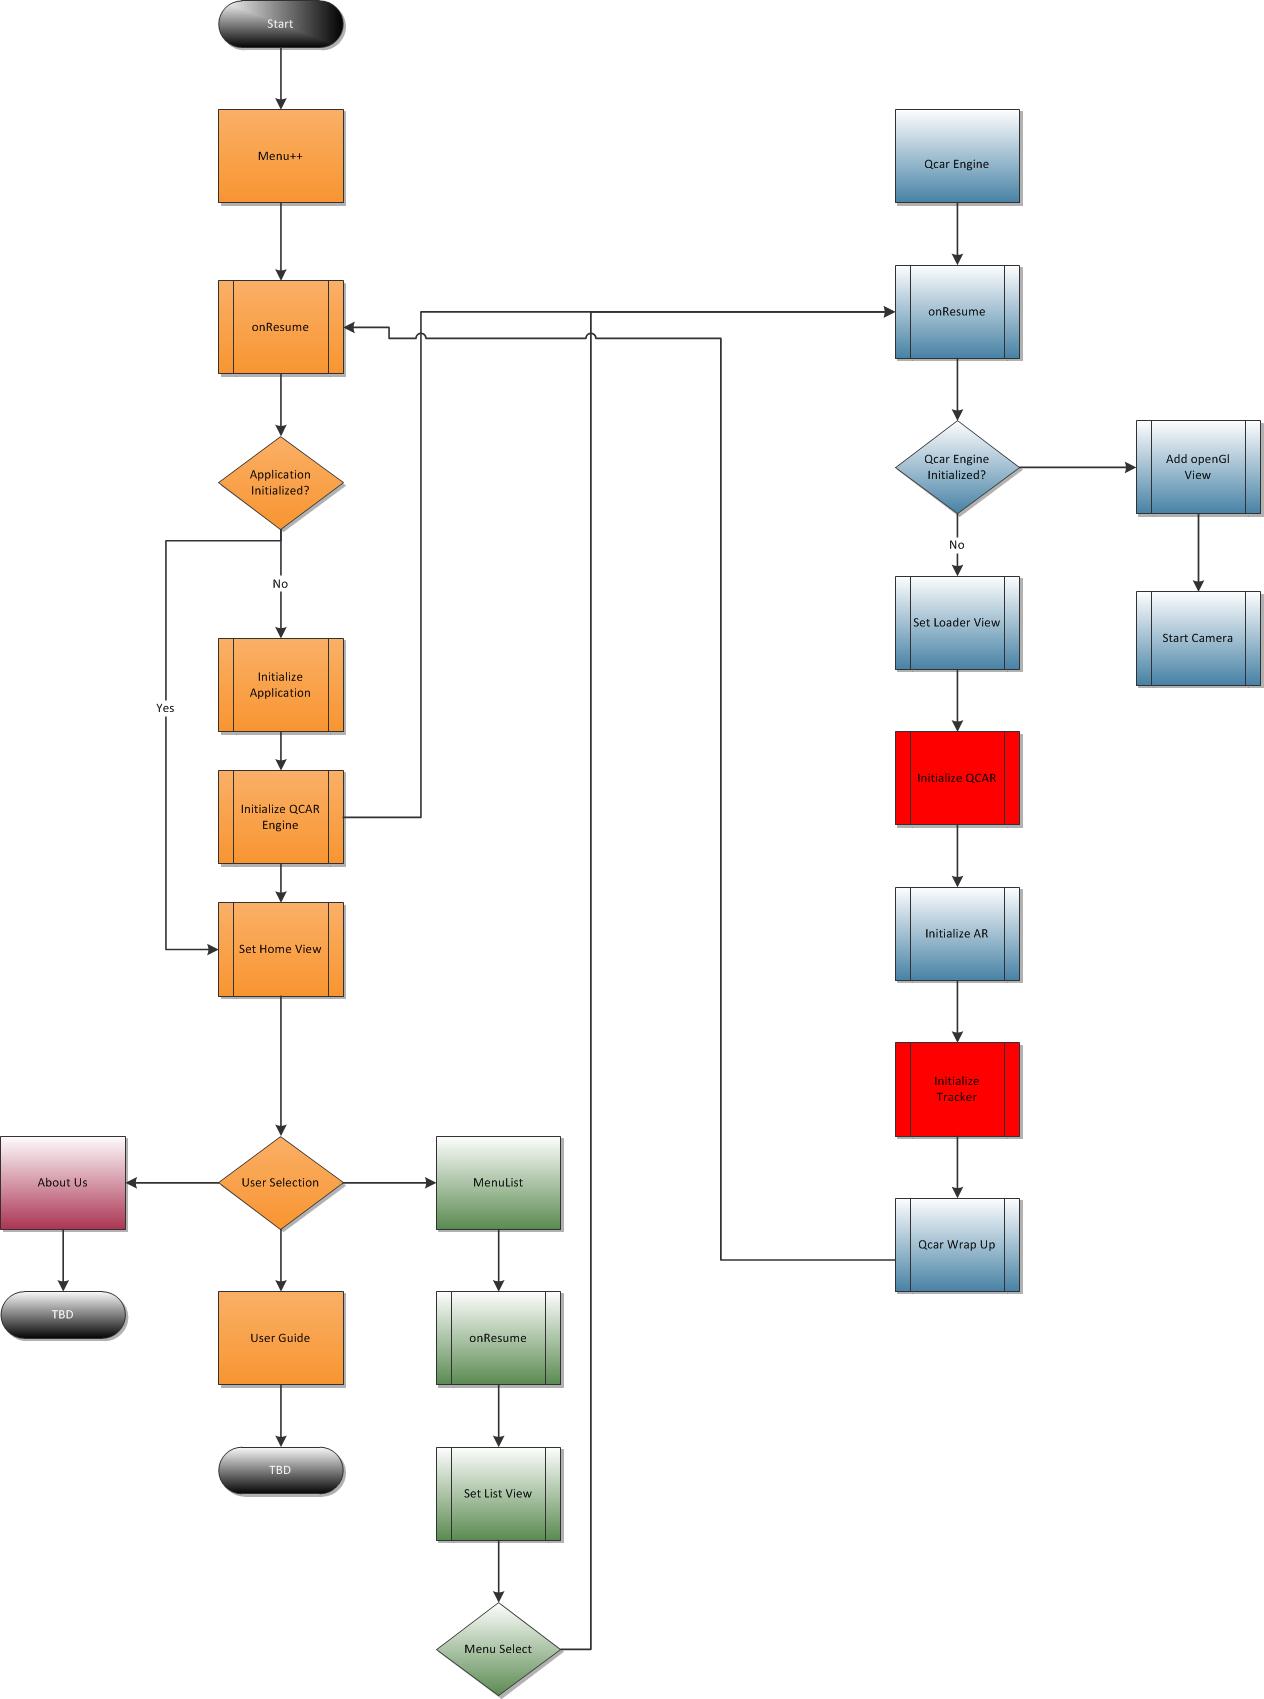 Start
Menu++
onResume
Application
Initialized?
No
Yes
Initialize
Application
Initialize QCAR
Engine
Set Home View
User Selection
About Us
TBD
User Guide
TBD
MenuList
onResume
Set List View
Menu Select
Qcar Engine
onResume
Qcar Engine
Initialized?
No
Add openGl
View
Start Camera
Set Loader View
Initialize QCAR
Initialize AR
Initialize
Tracker
Qcar Wrap Up